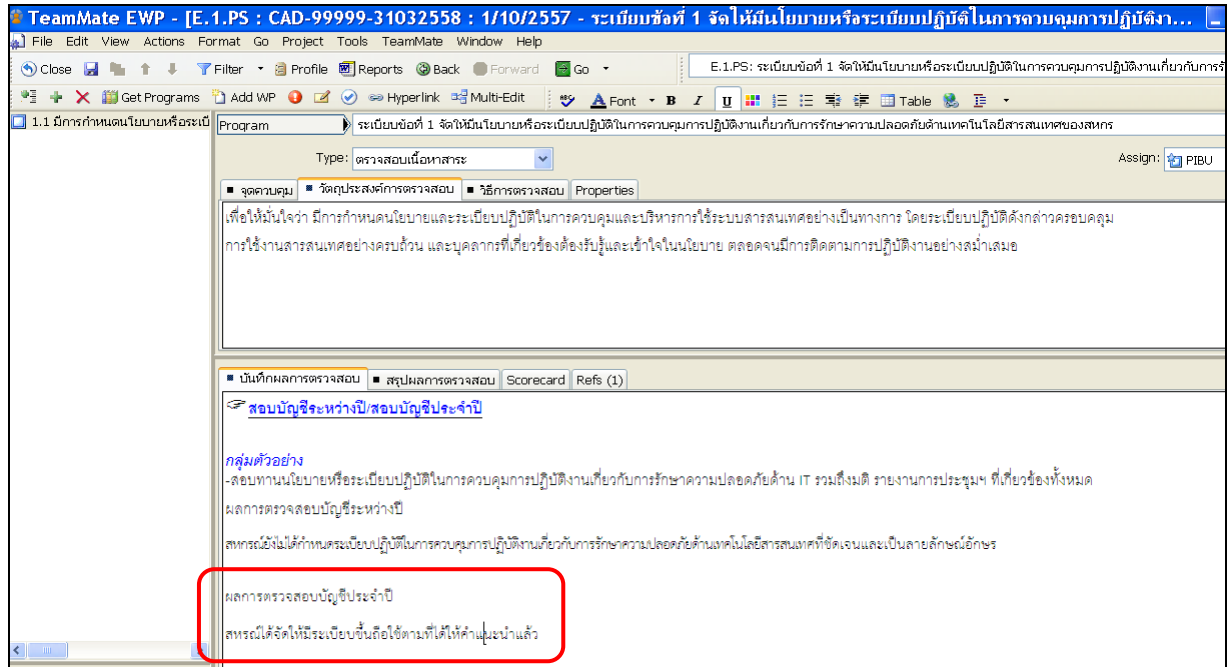 TeamMate EWP - [E.1.PS : CAD-99999-31032558 : 1/10/2557 - ระเบียบข้อที่ 1 จัดให้มีนโยบายหรือระเบียบปฏิบัติในการควบคุมการปฏิบัติงา...
File Edit View Actions Format Go Project Tools TeamMate Window Help
Close Filter Profile Reports Back Forward Go E.1.PS: ระเบียบข้อที่ 1 จัดให้มีนโยบายหรือระเบียบปฏิบัติในการควบคุมการปฏิบัติงานเกี่ยวกับการรั
Get Programs Add WP Hyperlink Multi-Edit Font B I U Table
1.1 มีการกำหนดนโยบายหรือระเบี
Program ระเบียบข้อที่ 1 จัดให้มีนโยบายหรือระเบียบปฏิบัติในการควบคุมการปฏิบัติงานเกี่ยวกับการรักษาความปลอดภัยด้านเทคโนโลยีสารสนเทศของสหกร
Type: ตรวจสอบเนื้อหาสาระ Assign: PIBU
จุดควบคุม วัตถุประสงค์การตรวจสอบ วิธีการตรวจสอบ Properties
เพื่อให้มั่นใจว่า มีการกำหนดนโยบายและระเบียบปฏิบัติในการควบคุมและบริหารการใช้ระบบสารสนเทศอย่างเป็นทางการ โดยระเบียบปฏิบัติดังกล่าวครอบคลุม
การใช้งานสารสนเทศอย่างครบถ้วน และบุคลากรที่เกี่ยวข้องต้องรับรู้และเข้าใจในนโยบาย ตลอดจนมีการติดตามการปฏิบัติงานอย่างสม่ำเสมอ
บันทึกผลการตรวจสอบ สรุปผลการตรวจสอบ Scorecard Refs (1)
สอบบัญชีระหว่างปี/สอบบัญชีประจำปี
กลุ่มตัวอย่าง
-สอบทานนโยบายหรือระเบียบปฏิบัติในการควบคุมการปฏิบัติงานเกี่ยวกับการรักษาความปลอดภัยด้าน IT รวมถึงมติ รายงานการประชุมฯ ที่เกี่ยวข้องทั้งหมด
ผลการตรวจสอบบัญชีระหว่างปี
สหกรณ์ยังไม่ได้กำหนดระเบียบปฏิบัติในการควบคุมการปฏิบัติงานเกี่ยวกับการรักษาความปลอดภัยด้านเทคโนโลยีสารสนเทศที่ชัดเจนและเป็นลายลักษณ์อักษร
ผลการตรวจสอบบัญชีประจำปี
สหรณ์ได้จัดให้มีระเบียบขึ้นถือใช้ตามที่ได้ให้คำแนะนำแล้ว